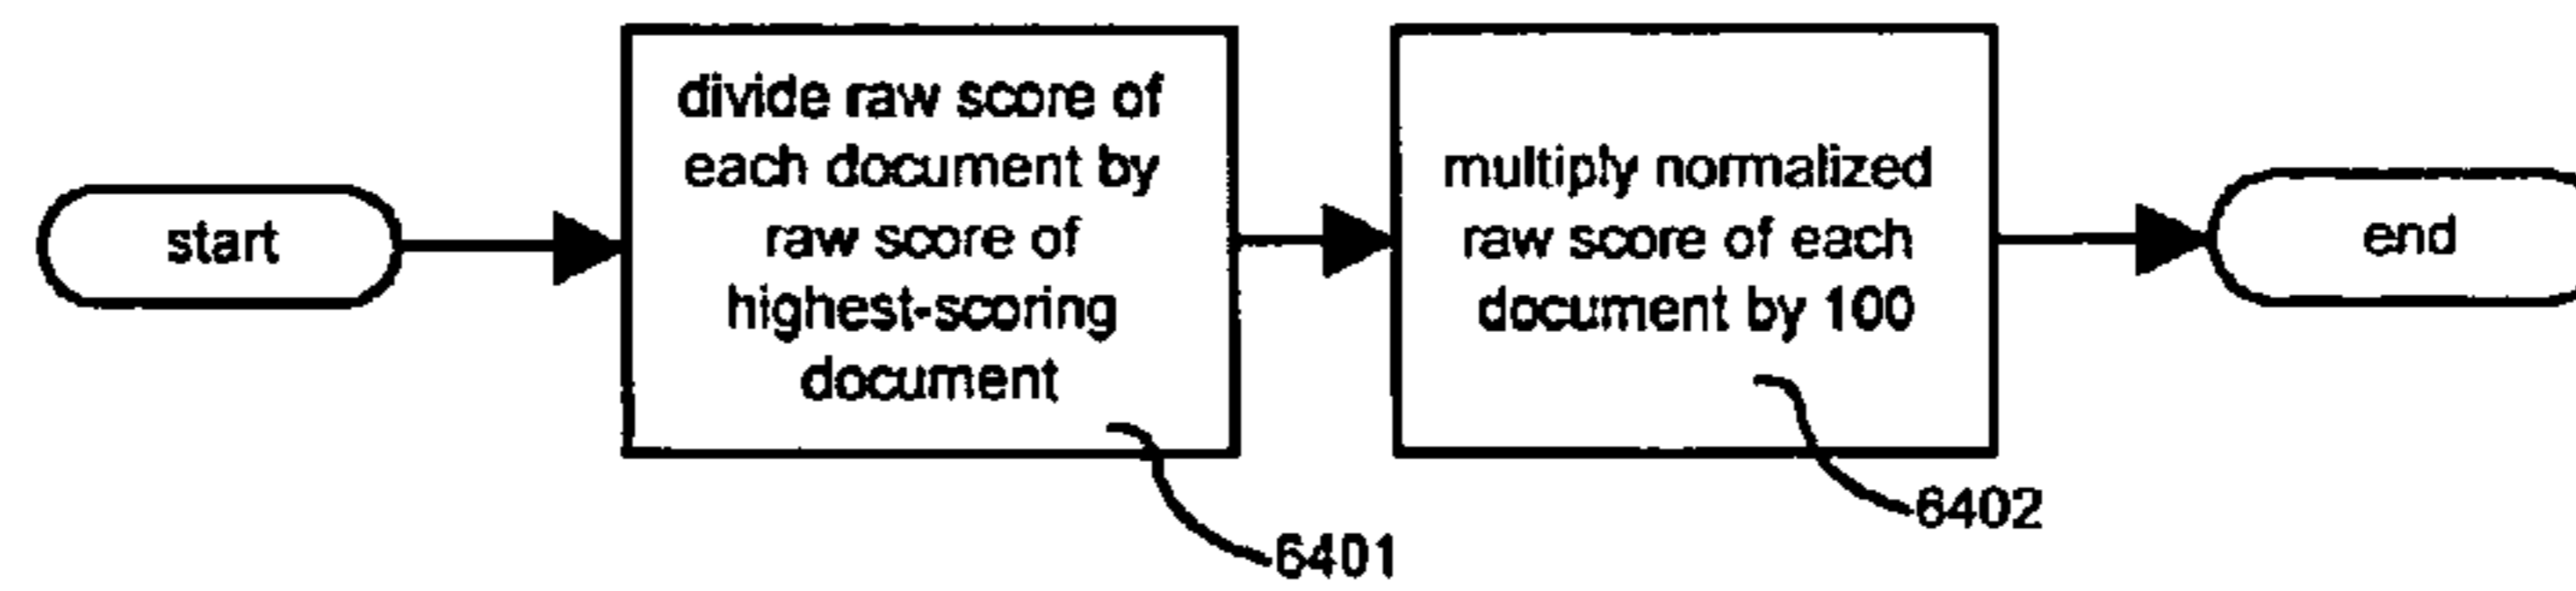 start
divide raw score of
each document by
raw score of
highest-scoring
document
6401
multiply normalized
raw score of each
document by 100
6402
end